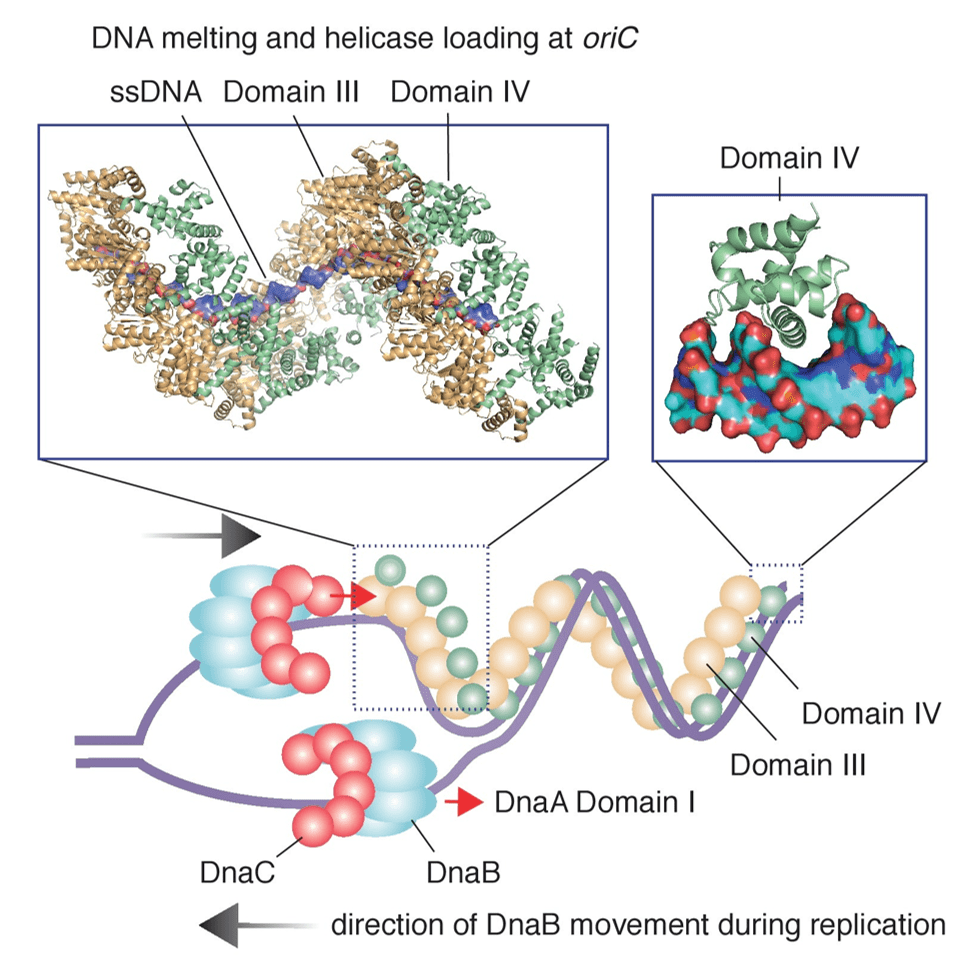 DNA melting and helicase loading at oriC
ssDNA Domain III Domain IV
Domain IV
Domain IV
Domain III
DnaA Domain I
DnaC
DnaB
direction of DnaB movement during replication